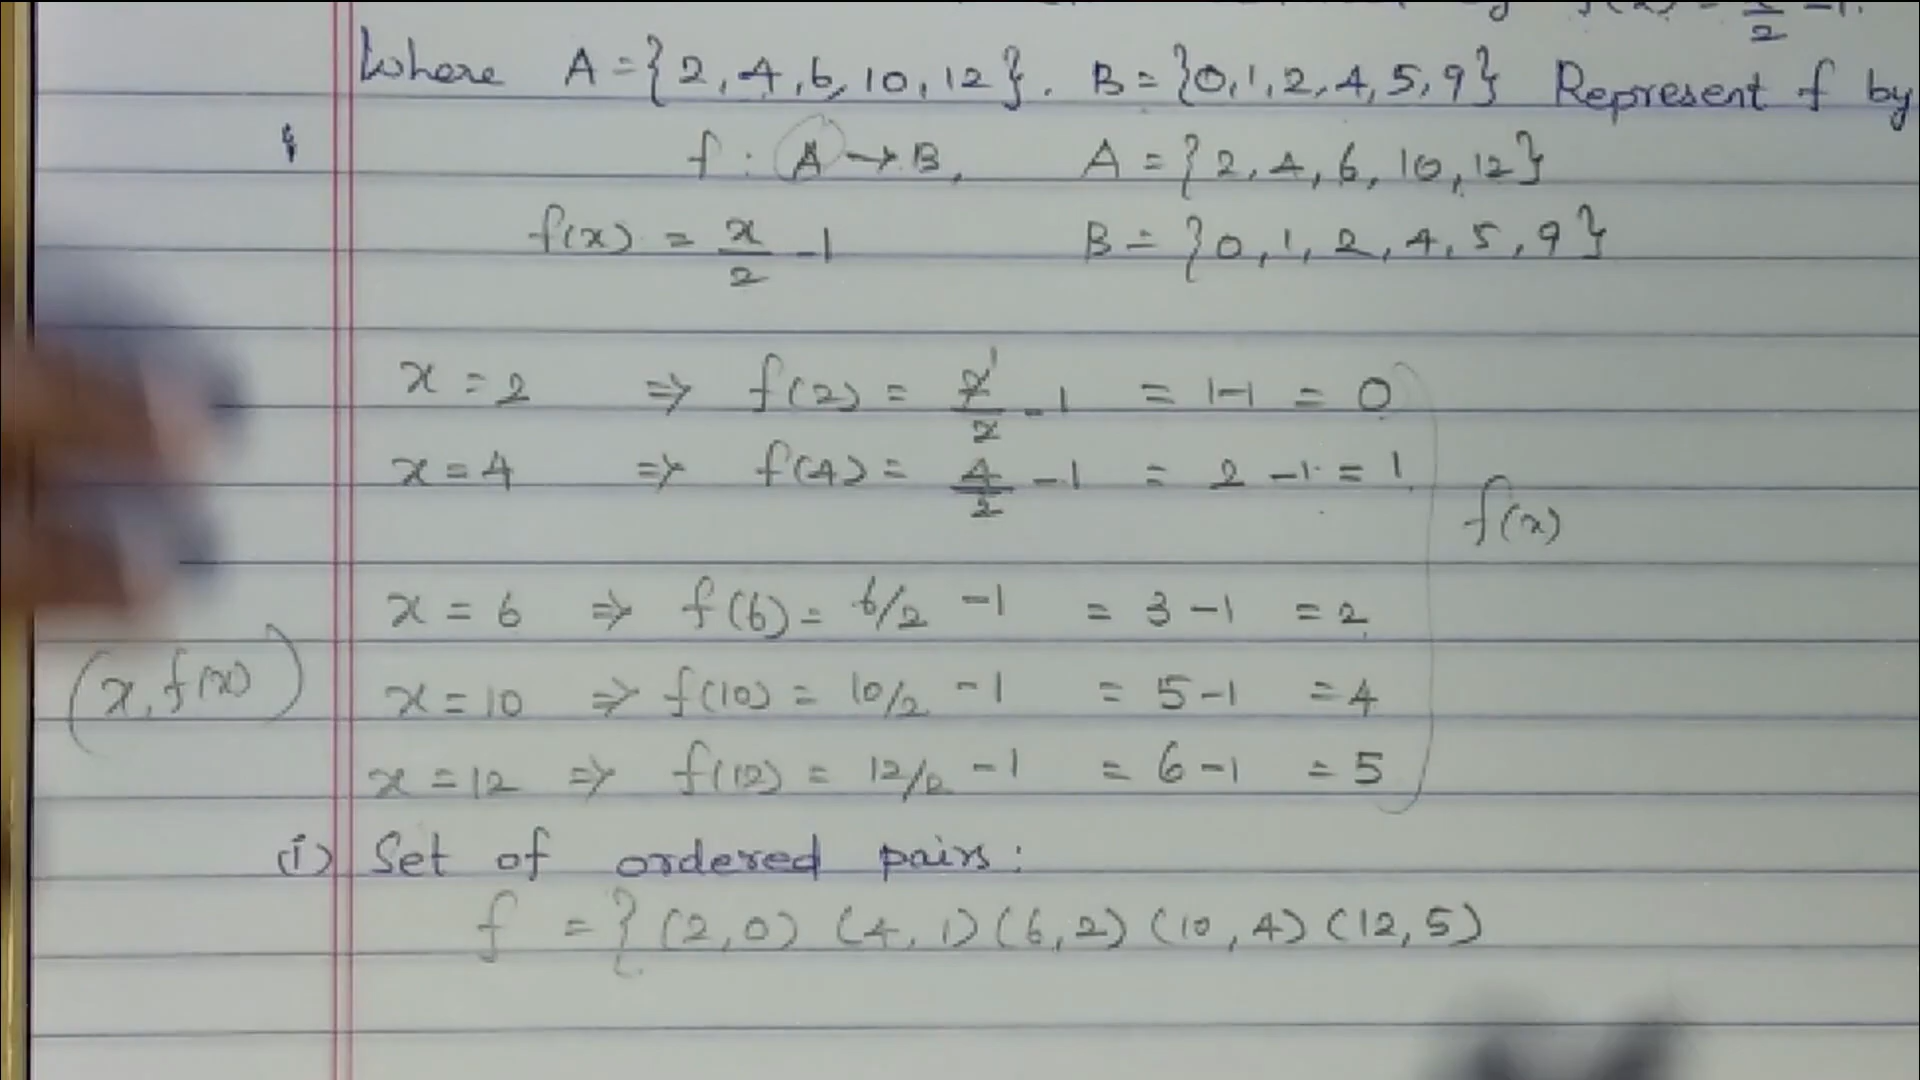 f(x) = x/2 -1.
Where A={2,4,6,10,12}. B={0,1,2,4,5,9} Represent f by
f : A → B, A = {2,4,6,10,12}
f(x) = x/2 -1 B = {0,1,2,4,5,9}
x = 2 ⇒ f(2) = 2/2 -1 = 1-1 = 0
x = 4 ⇒ f(4) = 4/2 -1 = 2 -1 = 1
f(x)
x = 6 ⇒ f(6) = 6/2 -1 = 3 -1 = 2
(x, f(x)) x = 10 ⇒ f(10) = 10/2 -1 = 5-1 = 4
x = 12 ⇒ f(12) = 12/2 -1 = 6-1 = 5
(i) Set of ordered pairs:
f = {(2,0) (4,1) (6,2) (10,4) (12,5)